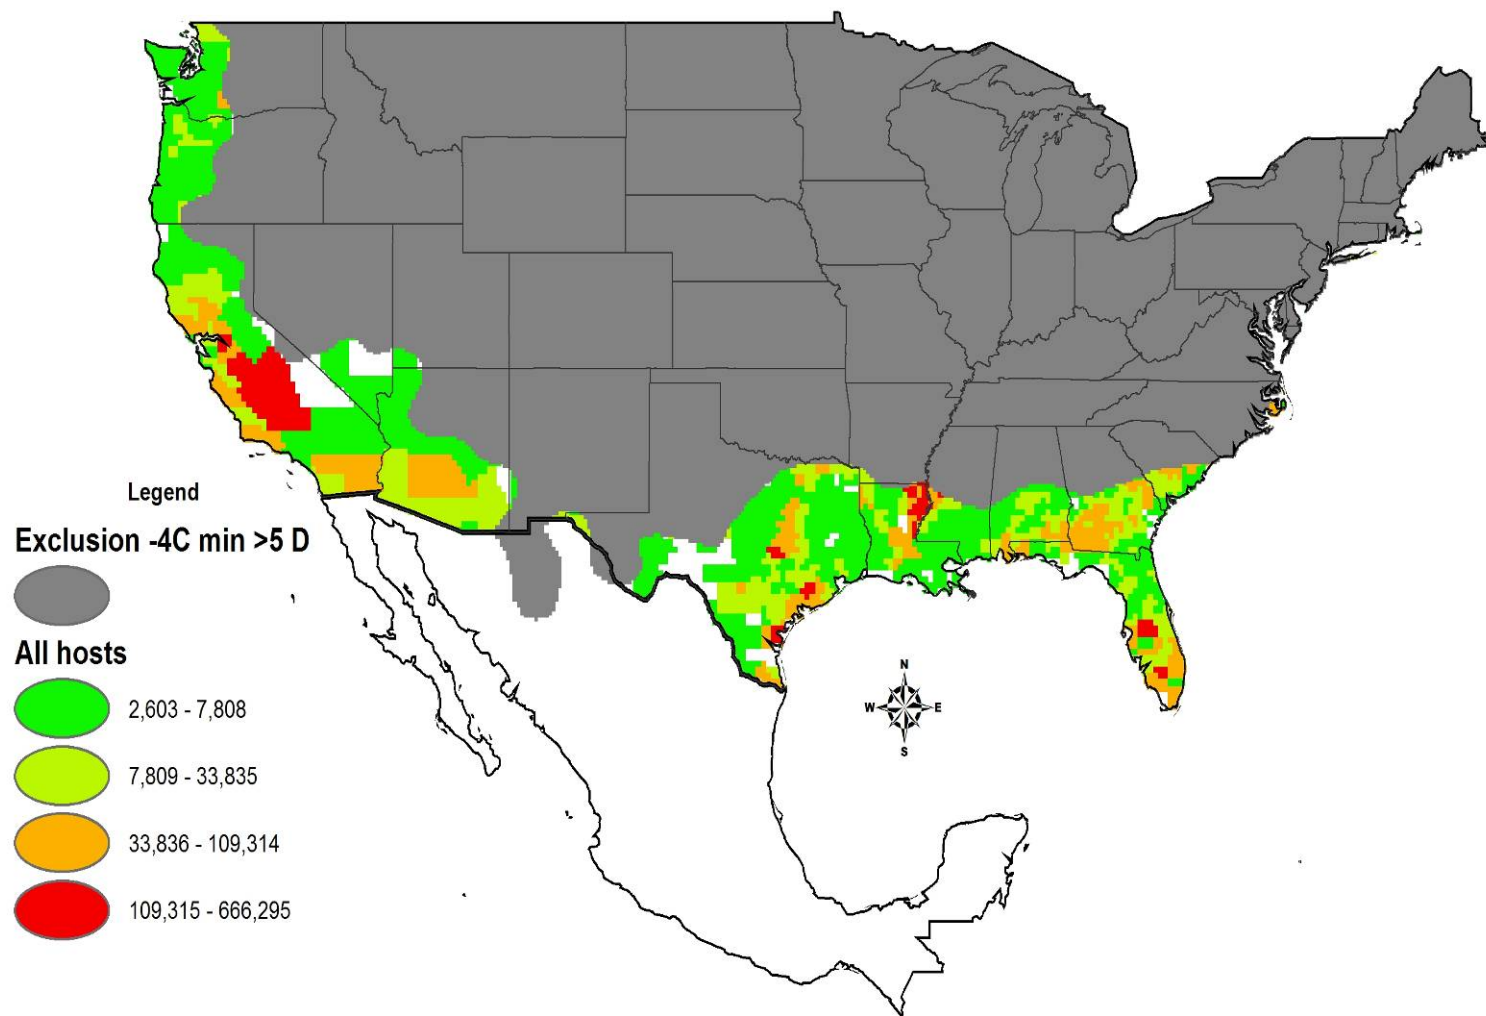 Legend
Exclusion -4C min >5 D
All hosts
2,603 - 7,808
7,809 - 33,835
33,836 - 109,314
109,315 - 666,295
N
W E
S